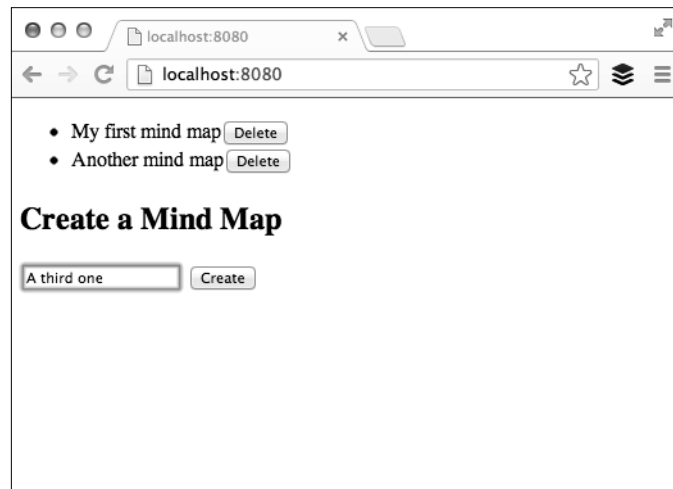 localhost:8080
localhost:8080
My first mind map Delete
Another mind map Delete
Create a Mind Map
A third one Create